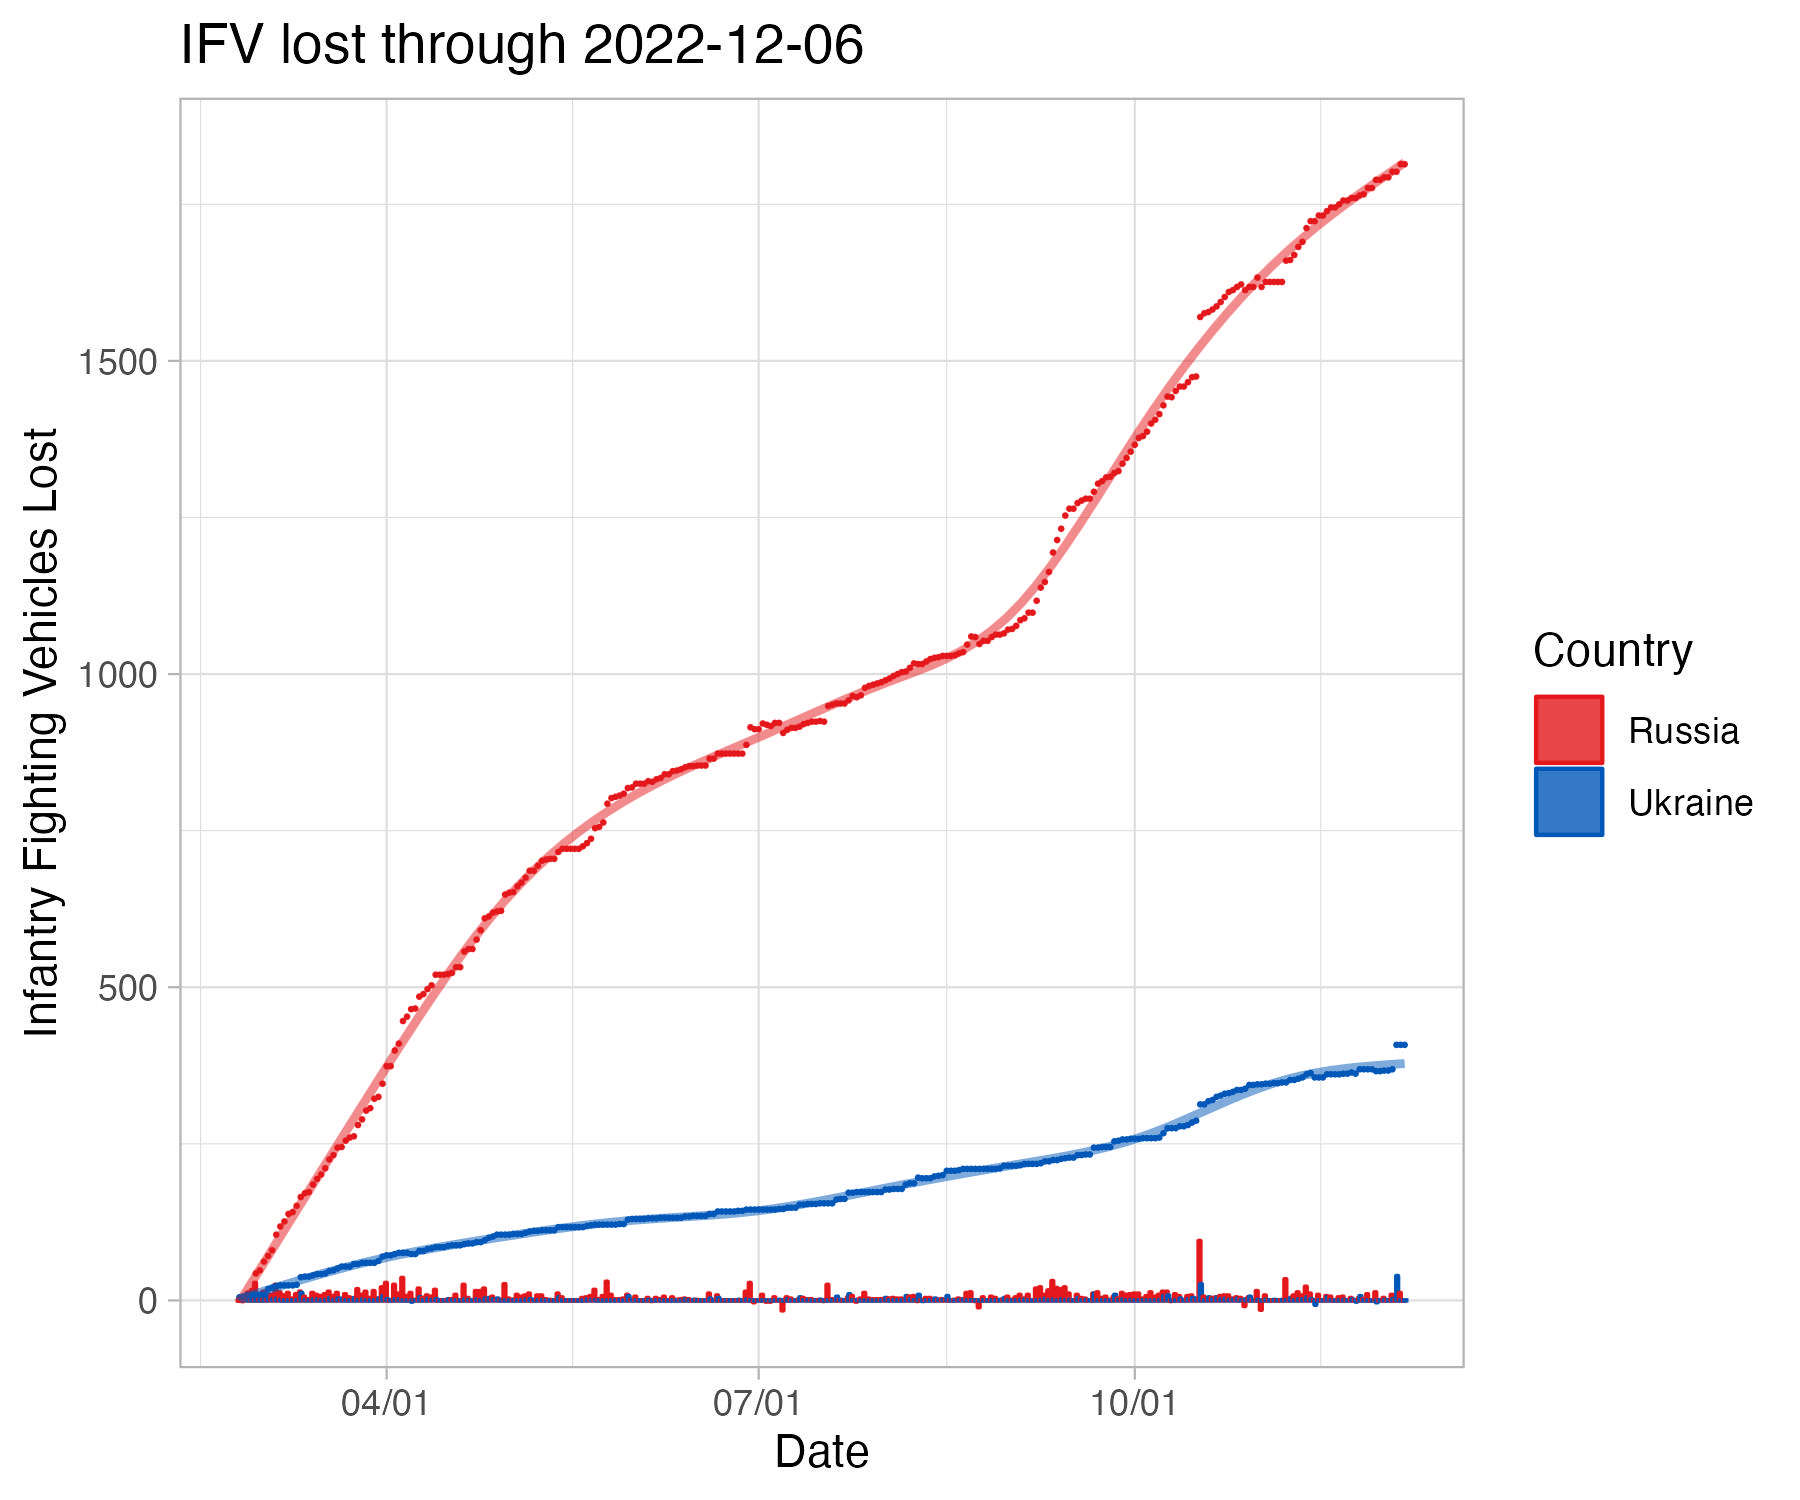 IFV lost through 2022-12-06
Infantry Fighting Vehicles Lost
1500
1000
500
0
04/01
07/01
10/01
Date
Country
Russia
Ukraine